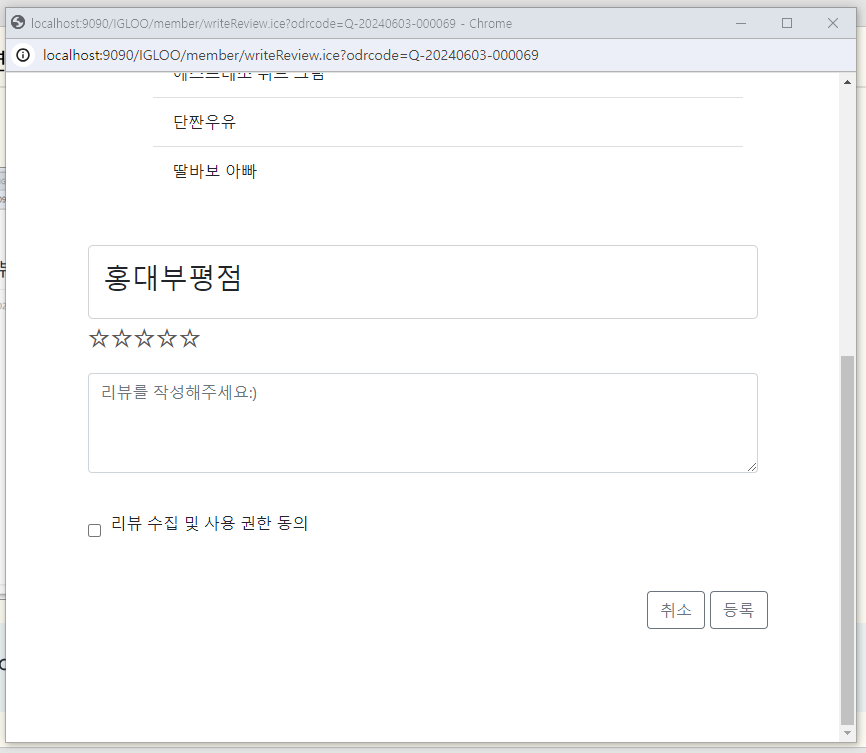 localhost:9090/IGLOO/member/writeReview.ice?odrcode=Q-20240603-000069 - Chrome
localhost:9090/IGLOO/member/writeReview.ice?odrcode=Q-20240603-000069
단짠우유
딸바보 아빠
홍대부평점
☆☆☆☆☆
리뷰를 작성해주세요:)
리뷰 수집 및 사용 권한 동의
취소 등록